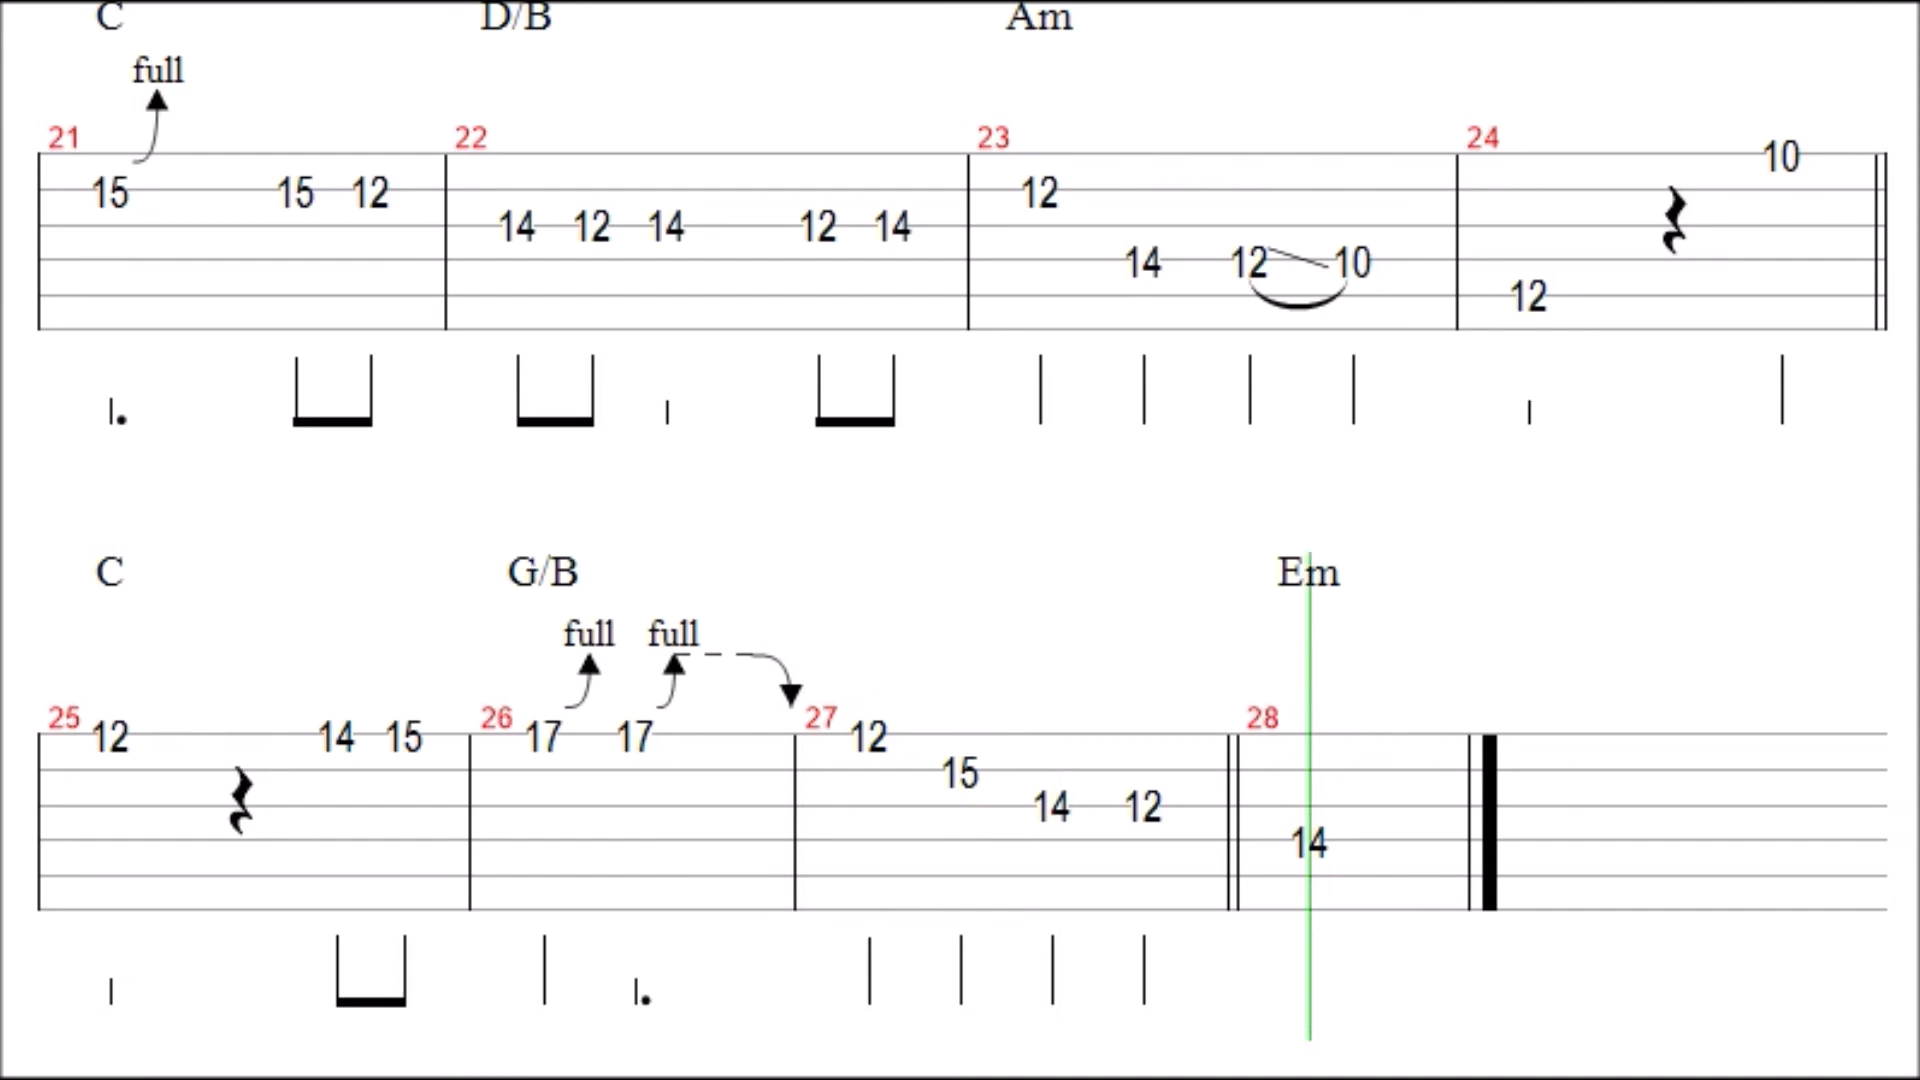 C D/B Am
full
21 22 23 24
10
15 15 12 12
14 12 14 12 14
14 12 10
12
C G/B Em
full full
25 26 27 28
12 14 15 17 17 12
15
14 12
14